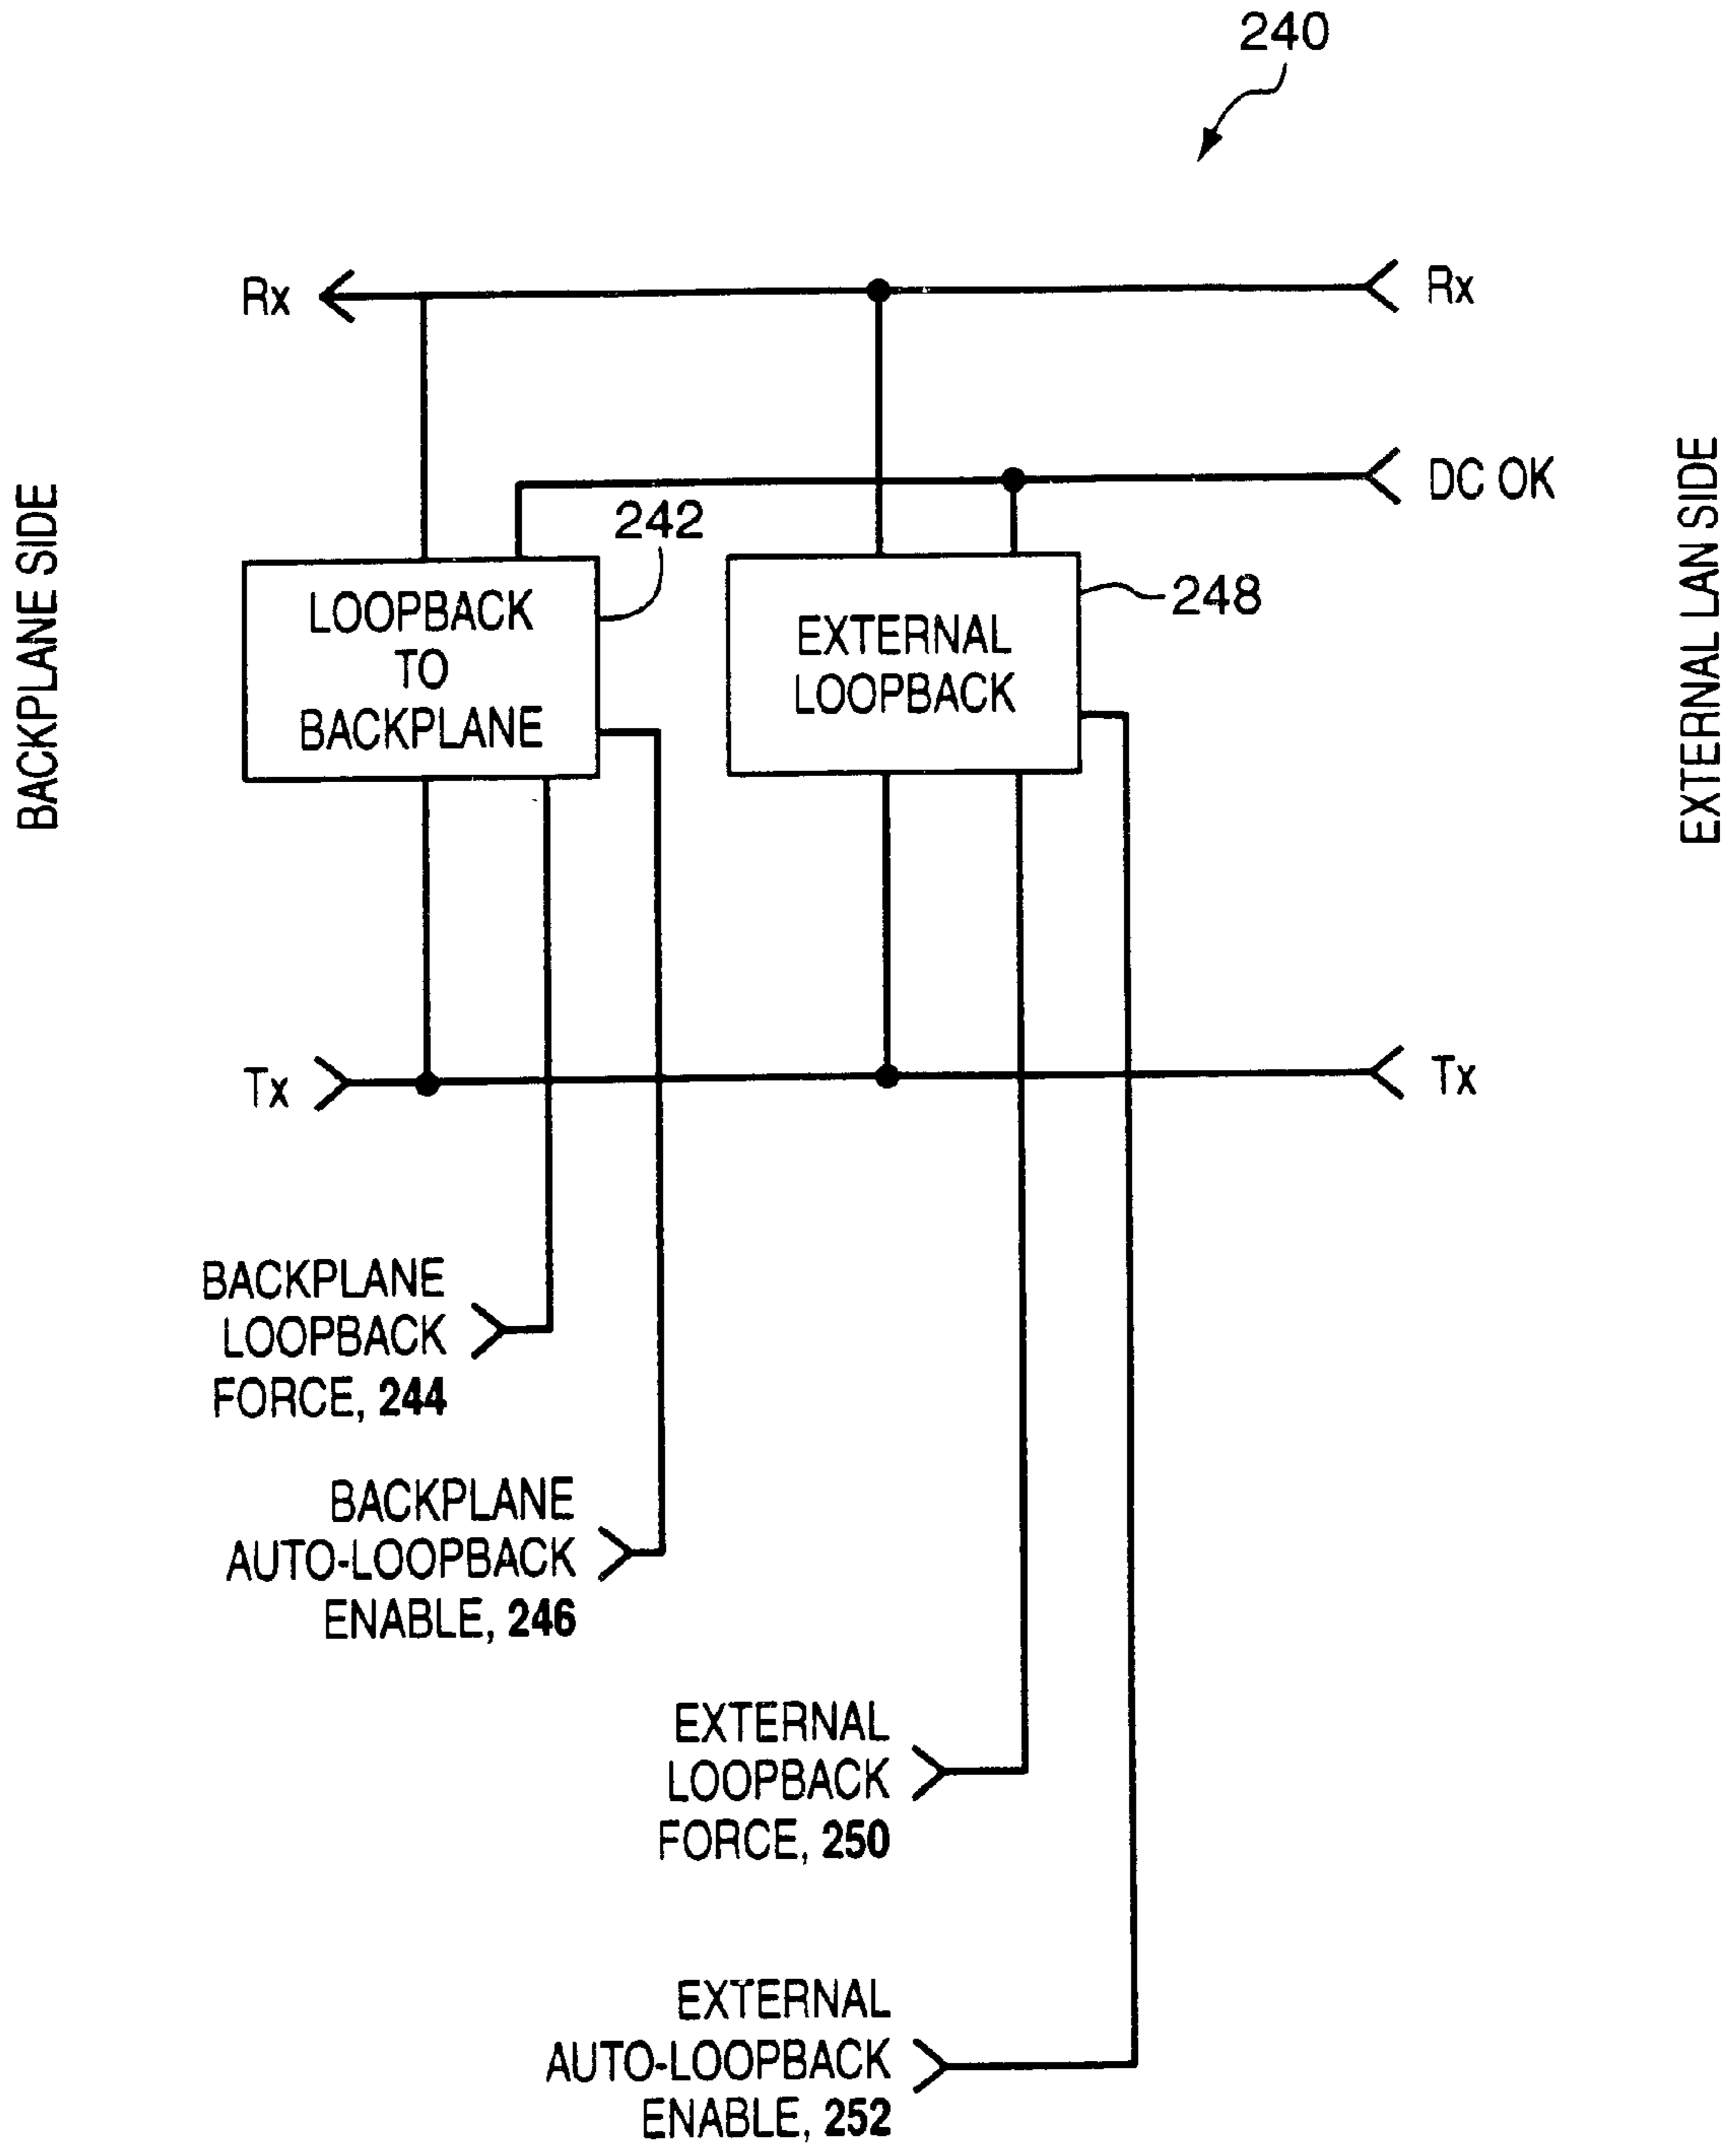 240
Rx
Rx
DC OK
BACKPLANE SIDE
EXTERNAL LAN SIDE
242
248
LOOPBACK
TO
BACKPLANE
EXTERNAL
LOOPBACK
Tx
Tx
BACKPLANE
LOOPBACK
FORCE, 244
BACKPLANE
AUTO-LOOPBACK
ENABLE, 246
EXTERNAL
LOOPBACK
FORCE, 250
EXTERNAL
AUTO-LOOPBACK
ENABLE, 252